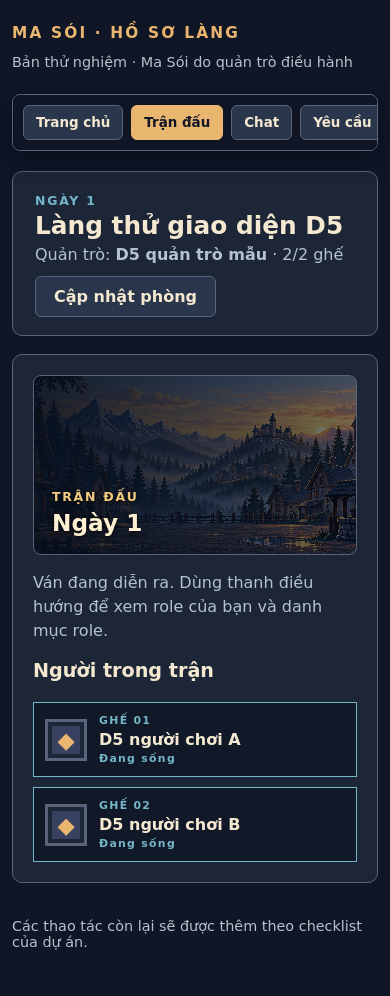 MA SÓI · HỒ SƠ LÀNG
Bản thử nghiệm · Ma Sói do quản trò điều hành
Trang chủ
Trận đấu
Chat
Yêu cầu
NGÀY 1
Làng thử giao diện D5
Quản trò: D5 quản trò mẫu · 2/2 ghế
Cập nhật phòng
TRẬN ĐẤU
Ngày 1
Ván đang diễn ra. Dùng thanh điều
hướng để xem role của bạn và danh
mục role.
Người trong trận
GHẾ 01
D5 người chơi A
Đang sống
GHẾ 02
D5 người chơi B
Đang sống
Các thao tác còn lại sẽ được thêm theo checklist
của dự án.